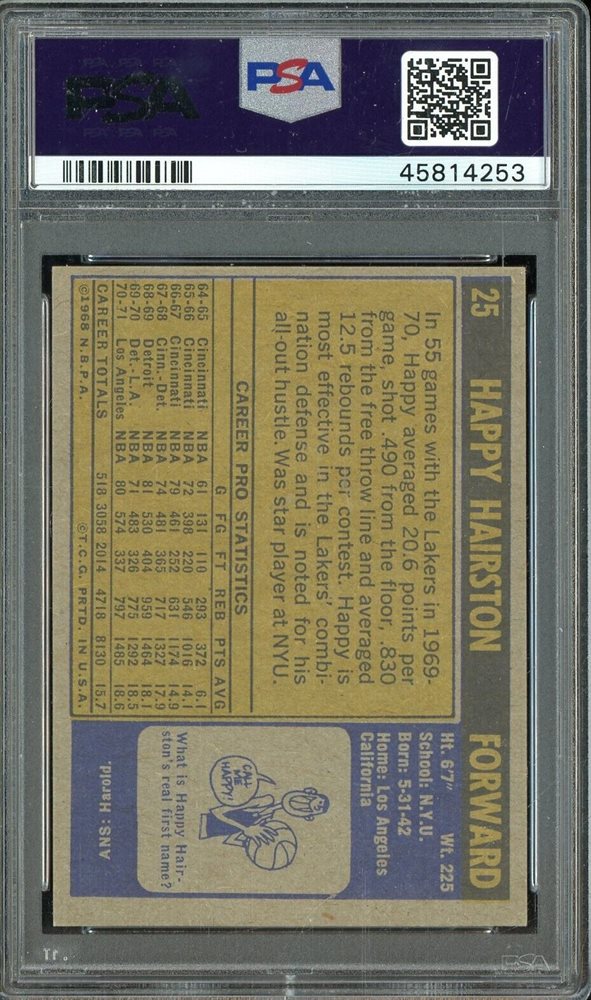 PSA
PSA
45814253
25 HAPPY HAIRSTON FORWARD
In 55 games with the Lakers in 1969-
70, Happy averaged 20.6 points per
game, shot .490 from the floor, .830
from the free throw line and averaged
12.5 rebounds per contest. Happy is
most effective in the Lakers' combi-
nation defense and is noted for his
all-out hustle. Was star player at NYU.
CAREER PRO STATISTICS
G FG FT REB PTS AVG
64-65 Cincinnati NBA 61 131 110 293 372 6.1
65-66 Cincinnati NBA 72 398 220 546 1016 14.1
66-67 Cincinnati NBA 79 461 252 631 1174 14.9
67-68 Cinn.-Det. NBA 74 481 365 717 1327 17.9
68-69 Detroit NBA 81 530 404 959 1464 18.1
69-70 Det.-L.A. NBA 71 483 326 775 1292 18.5
70-71 Los Angeles NBA 80 574 337 797 1485 18.6
CAREER TOTALS 518 3058 2014 4718 8130 15.7
©1968 N.B.P.A. ©T.C.G. PRTD. IN U.S.A.
Ht. 6'7" Wt. 225
School: N.Y.U.
Born: 5-31-42
Home: Los Angeles
California
CALL
ME
HAPPY!
What is Happy Hair-
ston's real first name?
ANS: Harold.
PSA